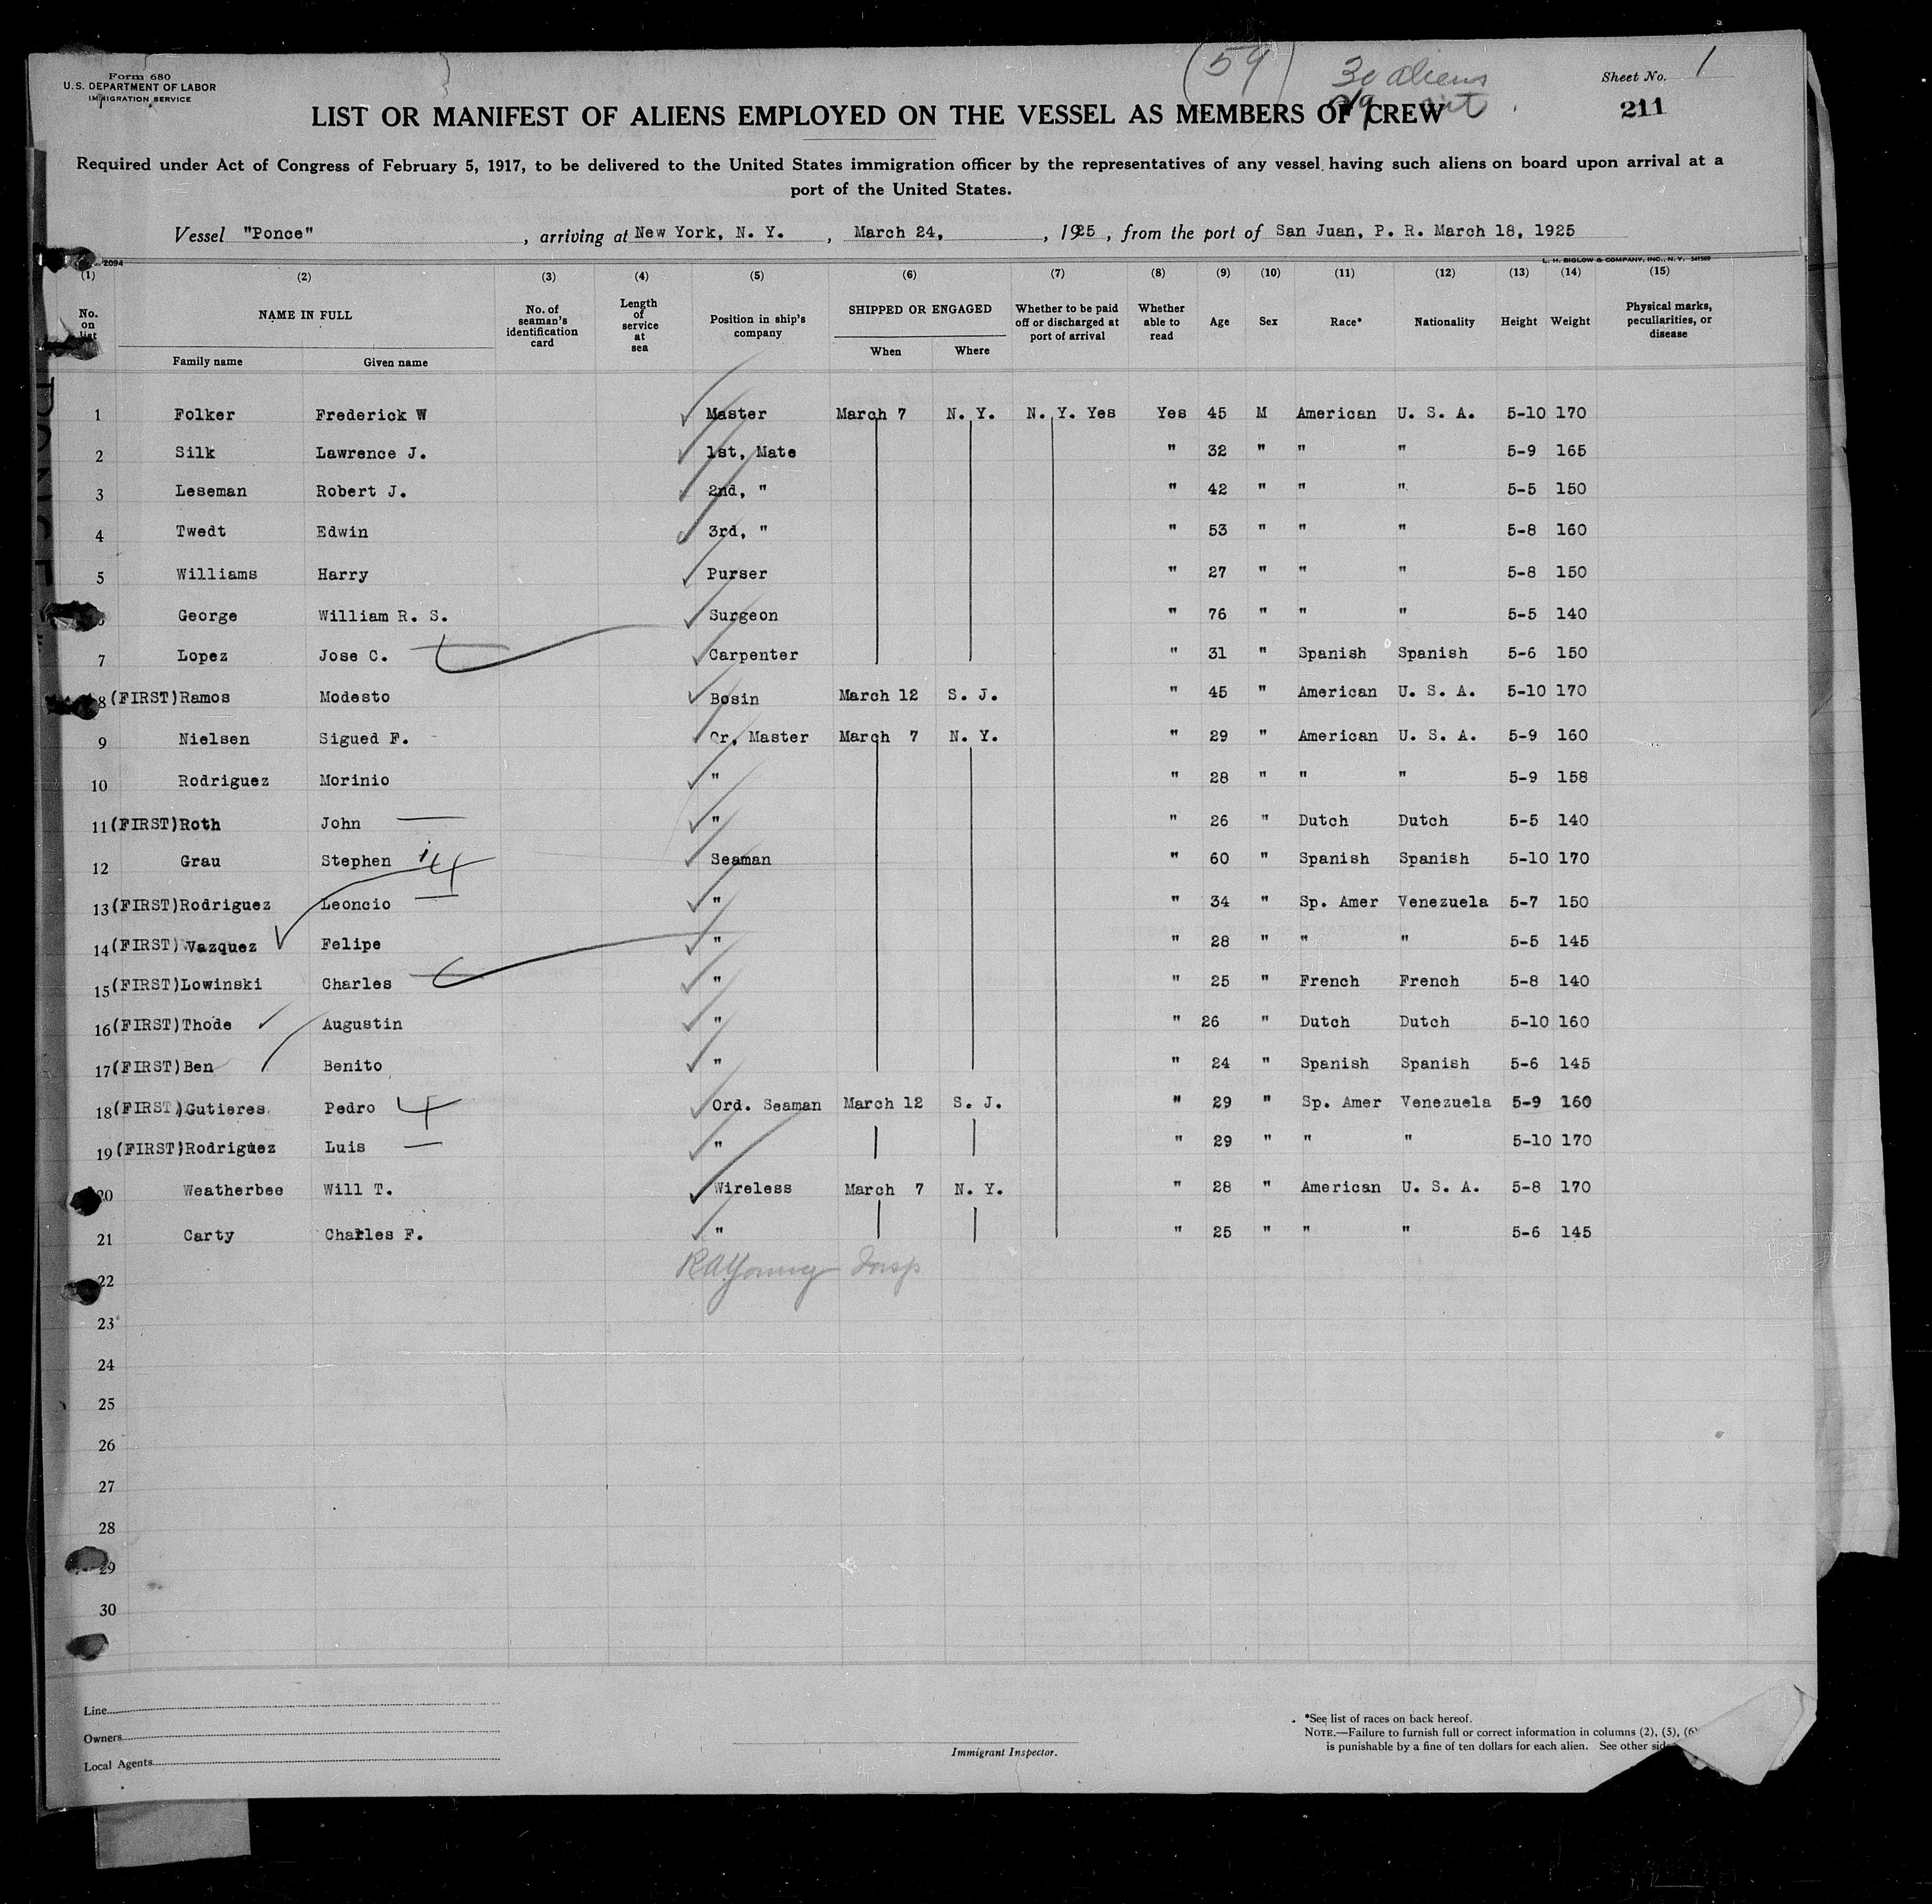 Form 680
U.S. DEPARTMENT OF LABOR
IMMIGRATION SERVICE
(59)
30 aliens
Sheet No. 1
211
LIST OR MANIFEST OF ALIENS EMPLOYED ON THE VESSEL AS MEMBERS OF CREW
Required under Act of Congress of February 5, 1917, to be delivered to the United States immigration officer by the representatives of any vessel having such aliens on board upon arrival at a
port of the United States.
Vessel "Ponce", arriving at New York, N. Y., March 24, 1925, from the port of San Juan, P. R. March 18, 1925
2094
L. H. BIGLOW & COMPANY, INC., N. Y.
(1) (2) (3) (4) (5) (6) (7) (8) (9) (10) (11) (12) (13) (14) (15)
No. on list NAME IN FULL Family name Given name No. of seaman's identification card Length of service at sea Position in ship's company SHIPPED OR ENGAGED When Where Whether to be paid off or discharged at port of arrival Whether able to read Age Sex Race* Nationality Height Weight Physical marks, peculiarities, or disease
1 Folker Frederick W Master March 7 N. Y. N. Y. Yes Yes 45 M American U. S. A. 5-10 170
2 Silk Lawrence J. 1st, Mate " 32 " " " 5-9 165
3 Leseman Robert J. 2nd, " " 42 " " " 5-5 150
4 Twedt Edwin 3rd, " " 53 " " " 5-8 160
5 Williams Harry Purser " 27 " " " 5-8 150
George William R. S. Surgeon " 76 " " " 5-5 140
7 Lopez Jose C. Carpenter " 31 " Spanish Spanish 5-6 150
8 (FIRST) Ramos Modesto Bosin March 12 S. J. " 45 " American U. S. A. 5-10 170
9 Nielsen Sigued F. Qr, Master March 7 N. Y. " 29 " American U. S. A. 5-9 160
10 Rodriguez Morinio " " 28 " " " 5-9 158
11 (FIRST) Roth John " " 26 " Dutch Dutch 5-5 140
12 Grau Stephen Seaman " 60 " Spanish Spanish 5-10 170
13 (FIRST) Rodriguez Leoncio " " 34 " Sp. Amer Venezuela 5-7 150
14 (FIRST) Vazquez Felipe " " 28 " " " 5-5 145
15 (FIRST) Lowinski Charles " " 25 " French French 5-8 140
16 (FIRST) Thode Augustin " " 26 " Dutch Dutch 5-10 160
17 (FIRST) Ben Benito " " 24 " Spanish Spanish 5-6 145
18 (FIRST) Gutieres Pedro Ord. Seaman March 12 S. J. " 29 " Sp. Amer Venezuela 5-9 160
19 (FIRST) Rodriguez Luis " " 29 " " " 5-10 170
20 Weatherbee Will T. Wireless March 7 N. Y. " 28 " American U. S. A. 5-8 170
21 Carty Charles F. " " 25 " " " 5-6 145
22 RA Young Insp
23
24
25
26
27
28
29
30
Line
Owners
Local Agents
Immigrant Inspector.
*See list of races on back hereof.
NOTE.—Failure to furnish full or correct information in columns (2), (5), (6)
is punishable by a fine of ten dollars for each alien. See other side